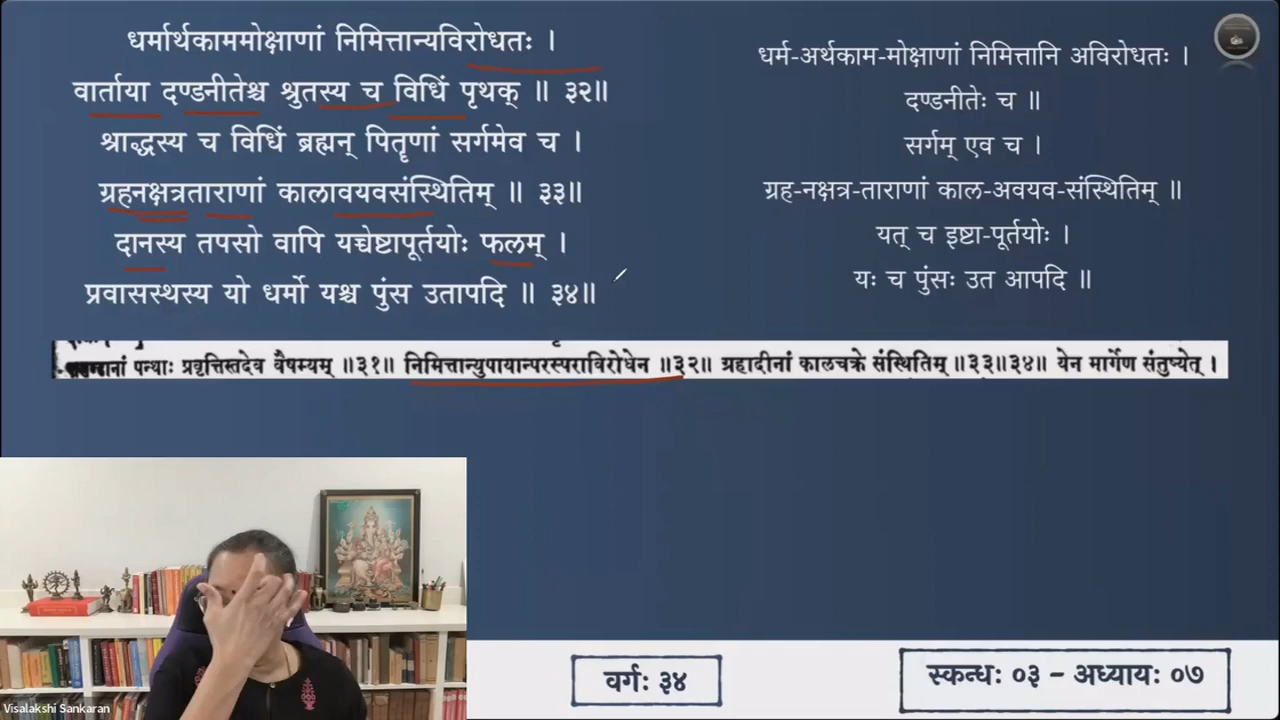 धर्मार्थकाममोक्षाणां निमित्तान्यविरोधतः ।
वार्ताया दण्डनीतेश्च श्रुतस्य च विधिं पृथक् ॥ ३२॥
श्राद्धस्य च विधिं ब्रह्मन् पितॄणां सर्गमेव च ।
ग्रहनक्षत्रताराणां कालावयवसंस्थितिम् ॥ ३३॥
दानस्य तपसो वापि यच्चेष्टापूर्तयोः फलम् ।
प्रवासस्थस्य यो धर्मो यश्च पुंस उतापदि ॥ ३४॥
धर्म-अर्थकाम-मोक्षाणां निमित्तानि अविरोधतः ।
दण्डनीतेः च ॥
सर्गम् एव च ।
ग्रह-नक्षत्र-ताराणां काल-अवयव-संस्थितिम् ॥
यत् च इष्टा-पूर्तयोः ।
यः च पुंसः उत आपदि ॥
पन्थाः प्रवृत्तिस्तदेव वैषम्यम् ॥३१॥ निमित्तान्युपायान्परस्पराविरोधेन ॥३२॥ ग्रहादीनां कालचक्रे संस्थितिम् ॥३३॥३४॥ येन मार्गेण संतुष्येत् ।
Visalakshi Sankaran
वर्गः ३४
स्कन्धः ०३ – अध्यायः ०७